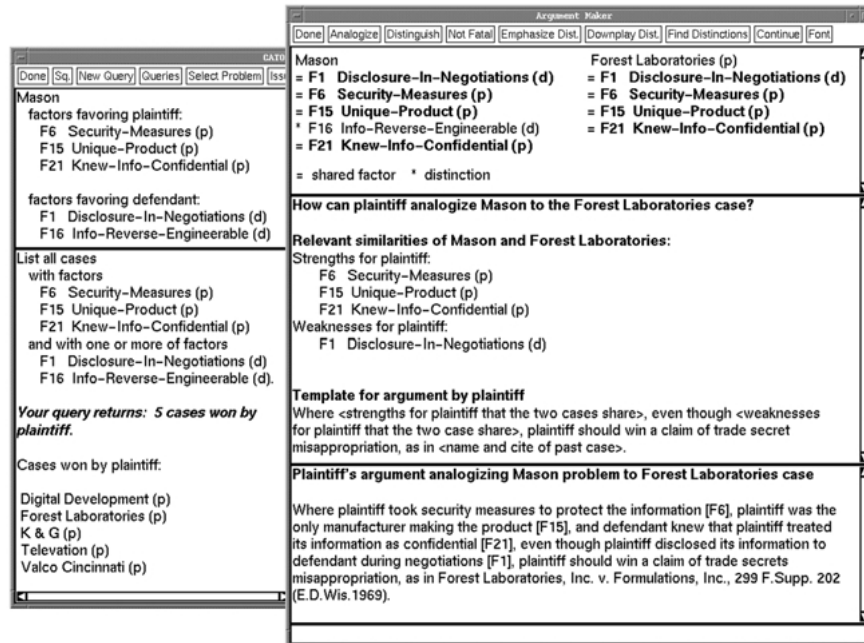 CATO
Done Sq. New Query Queries Select Problem
Mason
factors favoring plaintiff:
F6 Security-Measures (p)
F15 Unique-Product (p)
F21 Knew-Info-Confidential (p)
factors favoring defendant:
F1 Disclosure-In-Negotiations (d)
F16 Info-Reverse-Engineerable (d)
List all cases
with factors
F6 Security-Measures (p)
F15 Unique-Product (p)
F21 Knew-Info-Confidential (p)
and with one or more of factors
F1 Disclosure-In-Negotiations (d)
F16 Info-Reverse-Engineerable (d).
Your query returns: 5 cases won by
plaintiff.
Cases won by plaintiff:
Digital Development (p)
Forest Laboratories (p)
K & G (p)
Televation (p)
Valco Cincinnati (p)
Argument Maker
Done Analogize Distinguish Not Fatal Emphasize Dist. Downplay Dist. Find Distinctions Continue Font
Mason Forest Laboratories (p)
= F1 Disclosure-In-Negotiations (d) = F1 Disclosure-In-Negotiations (d)
= F6 Security-Measures (p) = F6 Security-Measures (p)
= F15 Unique-Product (p) = F15 Unique-Product (p)
* F16 Info-Reverse-Engineerable (d) = F21 Knew-Info-Confidential (p)
= F21 Knew-Info-Confidential (p)
= shared factor * distinction
How can plaintiff analogize Mason to the Forest Laboratories case?
Relevant similarities of Mason and Forest Laboratories:
Strengths for plaintiff:
F6 Security-Measures (p)
F15 Unique-Product (p)
F21 Knew-Info-Confidential (p)
Weaknesses for plaintiff:
F1 Disclosure-In-Negotiations (d)
Template for argument by plaintiff
Where <strengths for plaintiff that the two cases share>, even though <weaknesses
for plaintiff that the two case share>, plaintiff should win a claim of trade secret
misappropriation, as in <name and cite of past case>.
Plaintiff's argument analogizing Mason problem to Forest Laboratories case
Where plaintiff took security measures to protect the information [F6], plaintiff was the
only manufacturer making the product [F15], and defendant knew that plaintiff treated
its information as confidential [F21], even though plaintiff disclosed its information to
defendant during negotiations [F1], plaintiff should win a claim of trade secrets
misappropriation, as in Forest Laboratories, Inc. v. Formulations, Inc., 299 F.Supp. 202
(E.D.Wis.1969).